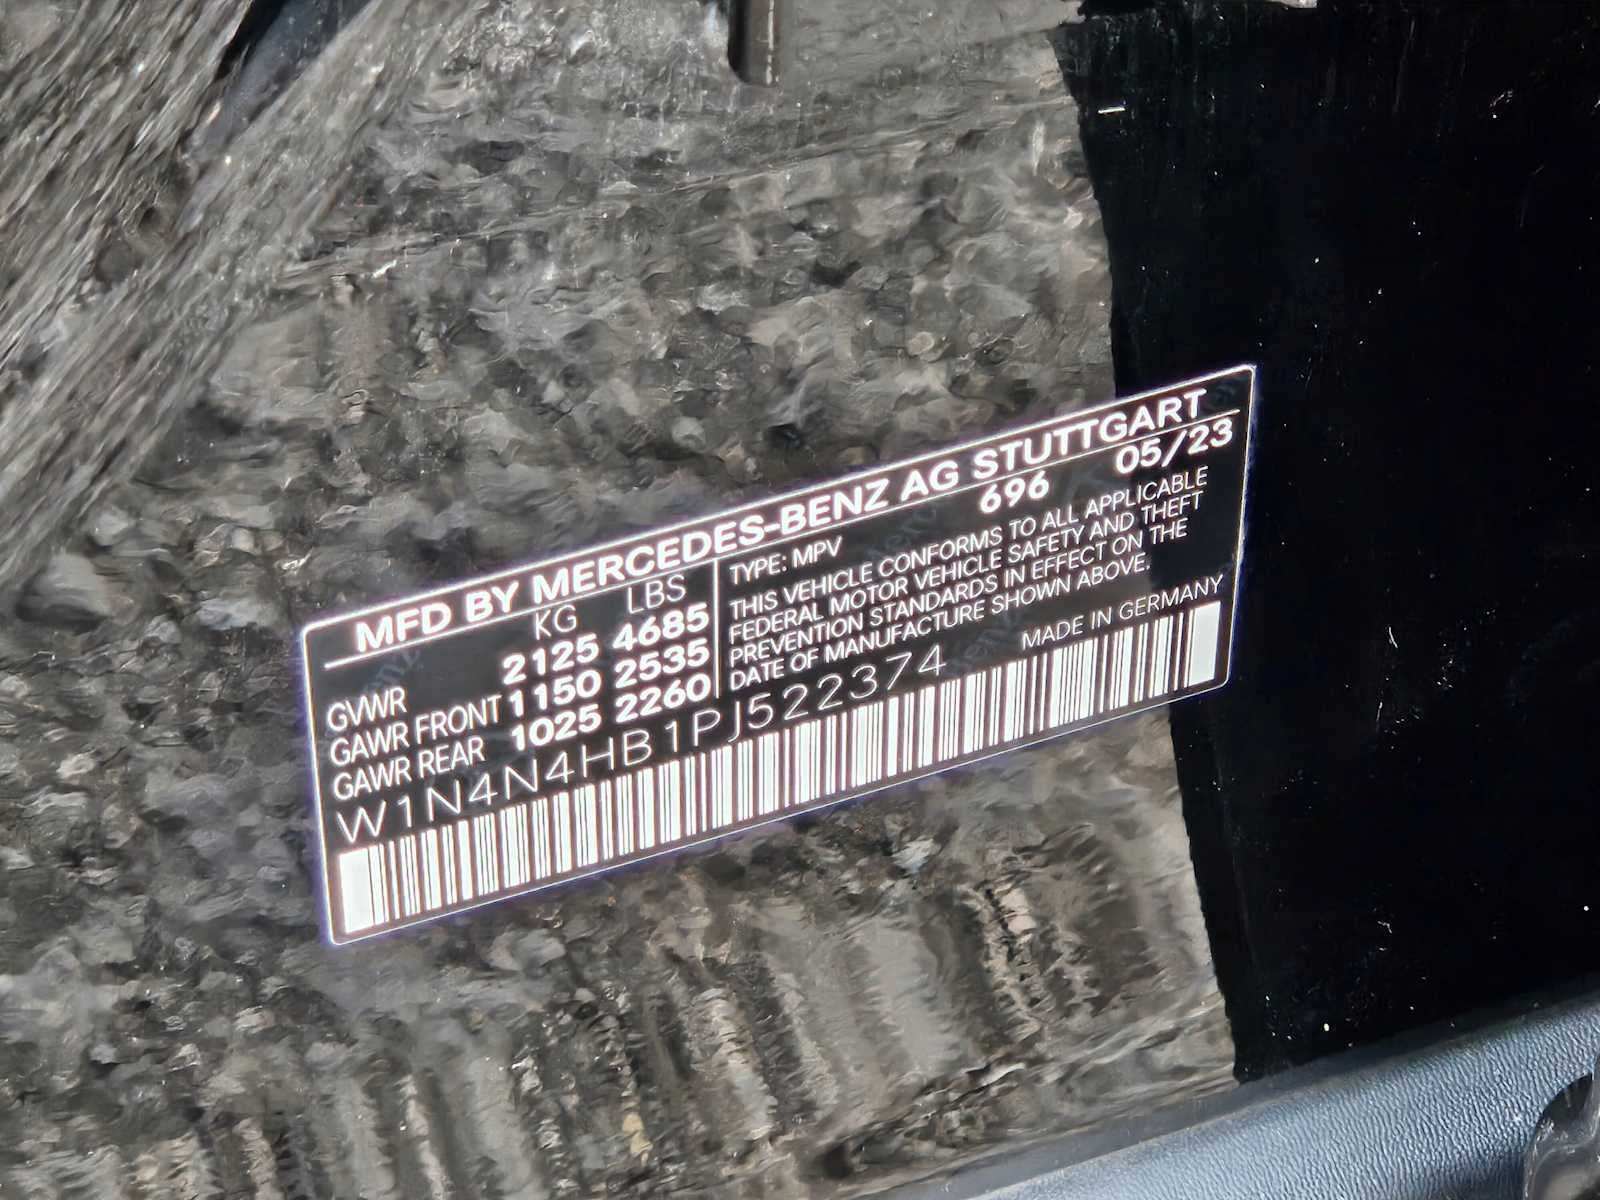 MFD BY MERCEDES-BENZ AG STUTTGART
KG LBS
GVWR 2125 4685
GAWR FRONT 1150 2535
GAWR REAR 1025 2260
696 05/23
TYPE: MPV
THIS VEHICLE CONFORMS TO ALL APPLICABLE
FEDERAL MOTOR VEHICLE SAFETY AND THEFT
PREVENTION STANDARDS IN EFFECT ON THE
DATE OF MANUFACTURE SHOWN ABOVE.
MADE IN GERMANY
W1N4N4HB1PJ522374